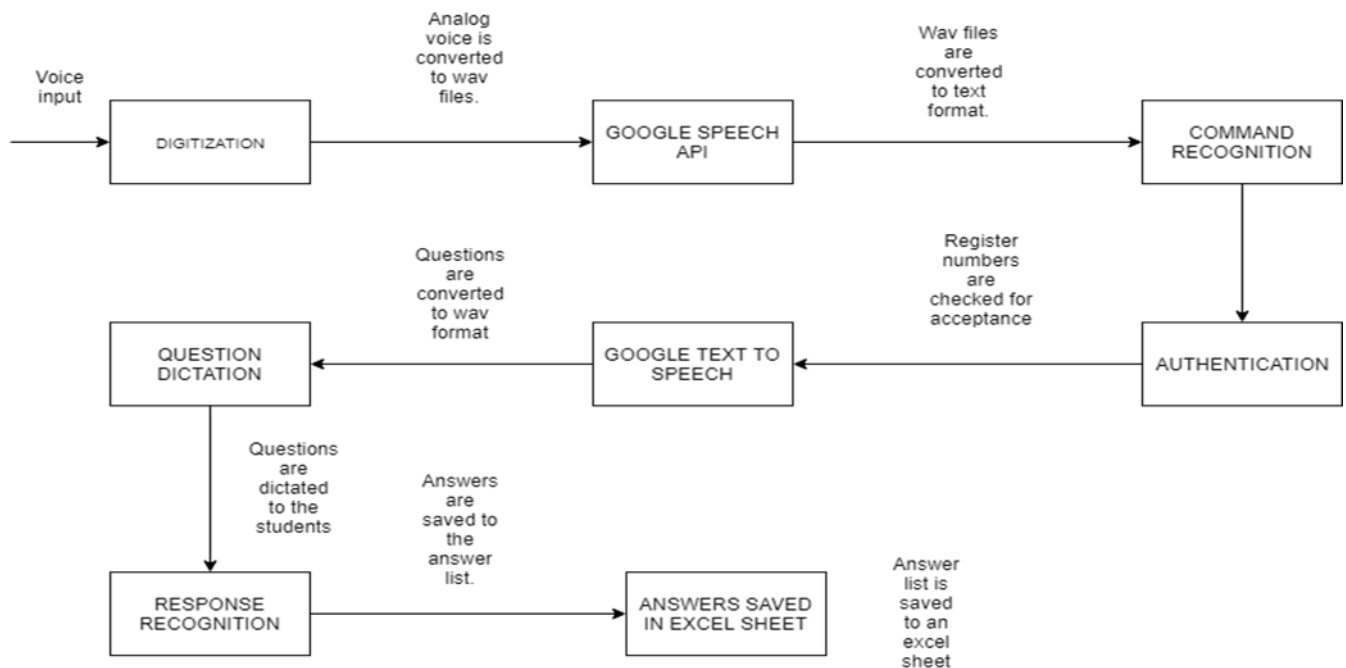 Voice
input
DIGITIZATION
Analog
voice is
converted
to wav
files.
GOOGLE SPEECH
API
Wav files
are
converted
to text
format.
COMMAND
RECOGNITION
Register
numbers
are
checked for
acceptance
AUTHENTICATION
GOOGLE TEXT TO
SPEECH
Questions
are
converted
to wav
format
QUESTION
DICTATION
Questions
are
dictated
to the
students
RESPONSE
RECOGNITION
Answers
are
saved to
the
answer
list.
ANSWERS SAVED
IN EXCEL SHEET
Answer
list is
saved
to an
excel
sheet